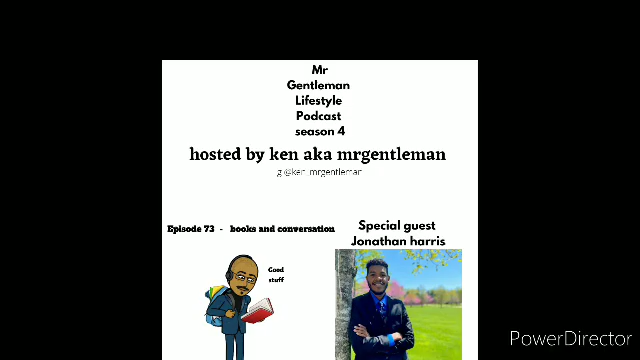 Mr
Gentleman
Lifestyle
Podcast
season 4
hosted by ken aka mrgentleman
g @ken_mrgentleman
Episode 73 - books and conversation
Special guest
Jonathan harris
Good
stuff
PowerDirector